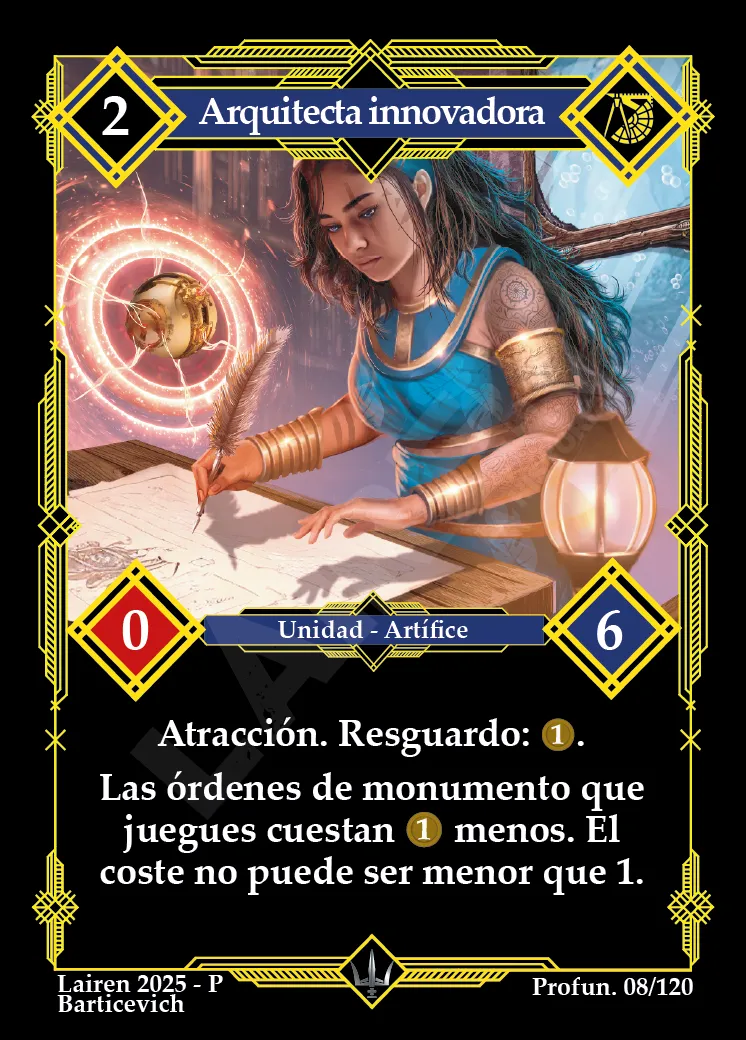 2
Arquitecta innovadora
0
Unidad - Artífice
6
Atracción. Resguardo: 1.
Las órdenes de monumento que
juegues cuestan 1 menos. El
coste no puede ser menor que 1.
Lairen 2025 - P
Barticevich
Profun. 08/120